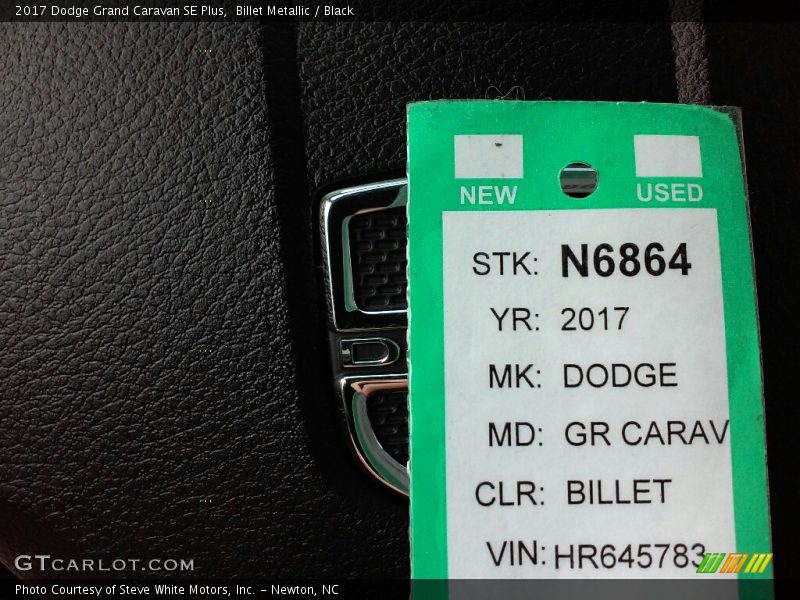 2017 Dodge Grand Caravan SE Plus,  Billet Metallic / Black
NEW
USED
STK: N6864
YR: 2017
MK: DODGE
MD: GR CARAV
CLR: BILLET
VIN: HR645783
GTCARLOT.COM
Photo Courtesy of Steve White Motors, Inc. – Newton, NC